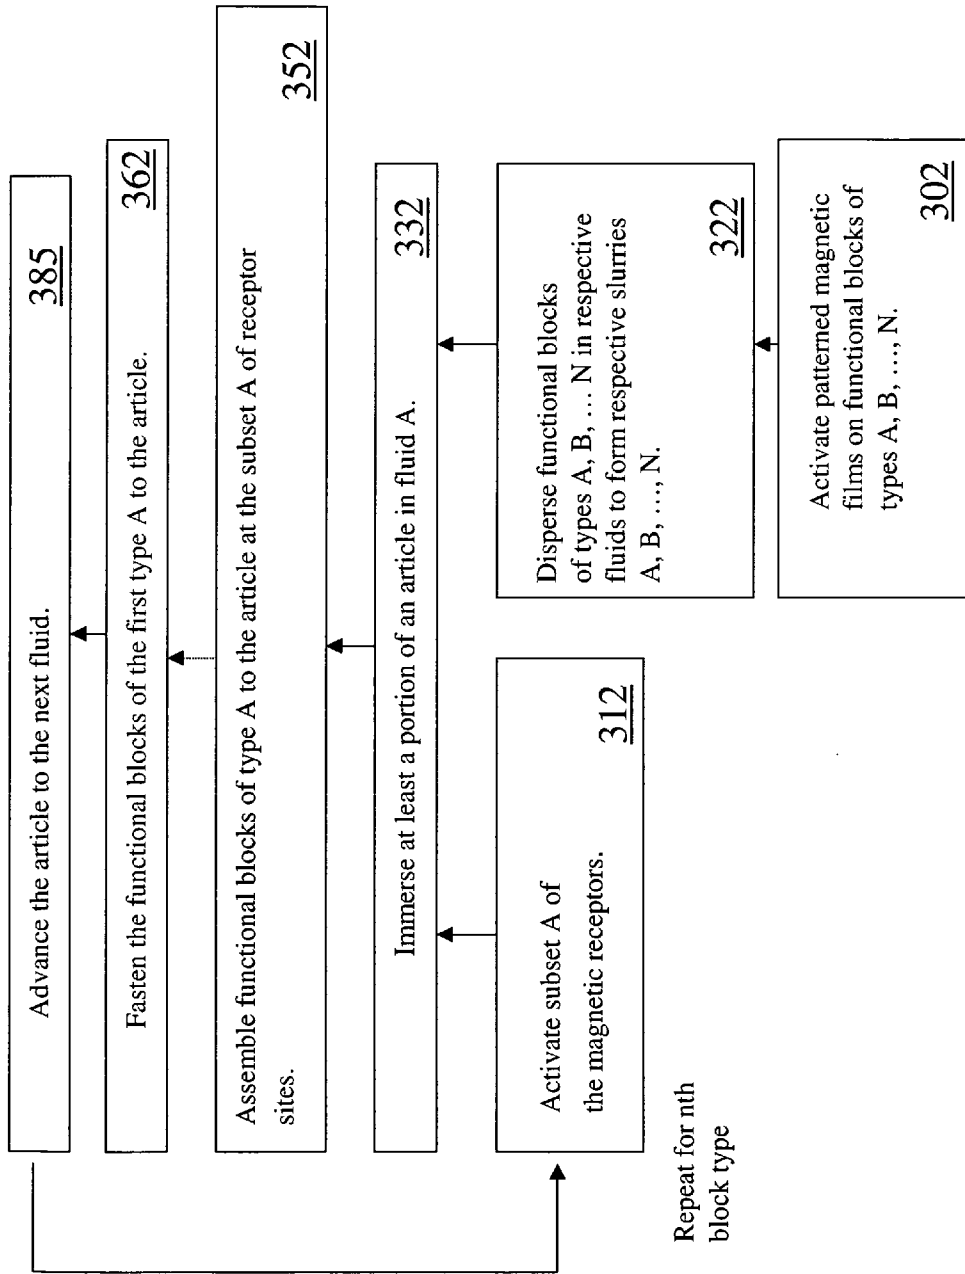 Advance the article to the next fluid.
385
Fasten the functional blocks of the first type A to the article.
362
Assemble functional blocks of type A to the article at the subset A of receptor
sites.
352
Immerse at least a portion of an article in fluid A.
332
Activate subset A of
the magnetic receptors.
312
Disperse functional blocks
of types A, B, ... N in respective
fluids to form respective slurries
A, B, ..., N.
322
Activate patterned magnetic
films on functional blocks of
types A, B, ..., N.
302
Repeat for nth
block type